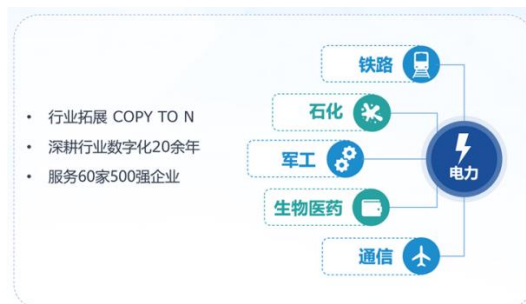 行业拓展 COPY TO N
深耕行业数字化20余年
服务60家500强企业
铁路
石化
军工
生物医药
通信
电力